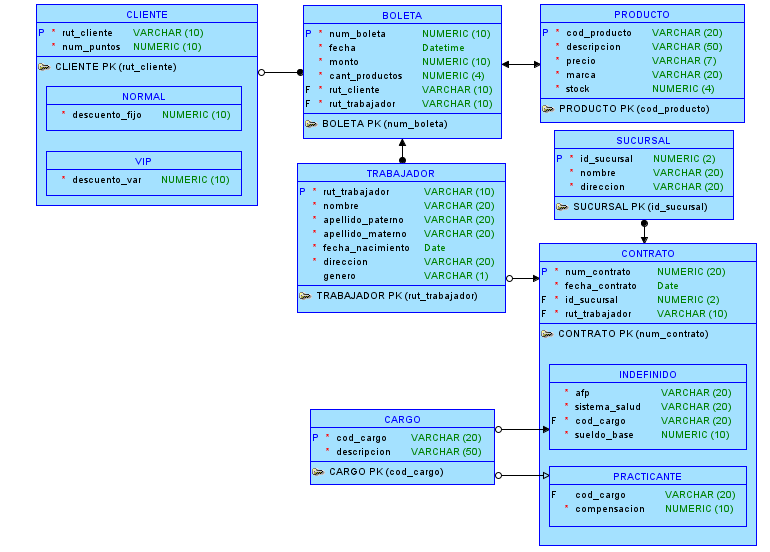 CLIENTE
P * rut_cliente VARCHAR (10)
* num_puntos NUMERIC (10)
CLIENTE PK (rut_cliente)
NORMAL
* descuento_fijo NUMERIC (10)
VIP
* descuento_var NUMERIC (10)
BOLETA
P * num_boleta NUMERIC (10)
* fecha Datetime
* monto NUMERIC (10)
* cant_productos NUMERIC (4)
F * rut_cliente VARCHAR (10)
F * rut_trabajador VARCHAR (10)
BOLETA PK (num_boleta)
PRODUCTO
P * cod_producto VARCHAR (20)
* descripcion VARCHAR (50)
* precio VARCHAR (7)
* marca VARCHAR (20)
* stock NUMERIC (4)
PRODUCTO PK (cod_producto)
SUCURSAL
P * id_sucursal NUMERIC (2)
* nombre VARCHAR (20)
* direccion VARCHAR (20)
SUCURSAL PK (id_sucursal)
TRABAJADOR
P * rut_trabajador VARCHAR (10)
* nombre VARCHAR (20)
* apellido_paterno VARCHAR (20)
* apellido_materno VARCHAR (20)
* fecha_nacimiento Date
* direccion VARCHAR (20)
genero VARCHAR (1)
TRABAJADOR PK (rut_trabajador)
CONTRATO
P * num_contrato NUMERIC (20)
* fecha_contrato Date
F * id_sucursal NUMERIC (2)
F * rut_trabajador VARCHAR (10)
CONTRATO PK (num_contrato)
INDEFINIDO
* afp VARCHAR (20)
* sistema_salud VARCHAR (20)
F * cod_cargo VARCHAR (20)
* sueldo_base NUMERIC (10)
CARGO
P * cod_cargo VARCHAR (20)
* descripcion VARCHAR (50)
CARGO PK (cod_cargo)
PRACTICANTE
F cod_cargo VARCHAR (20)
* compensacion NUMERIC (10)